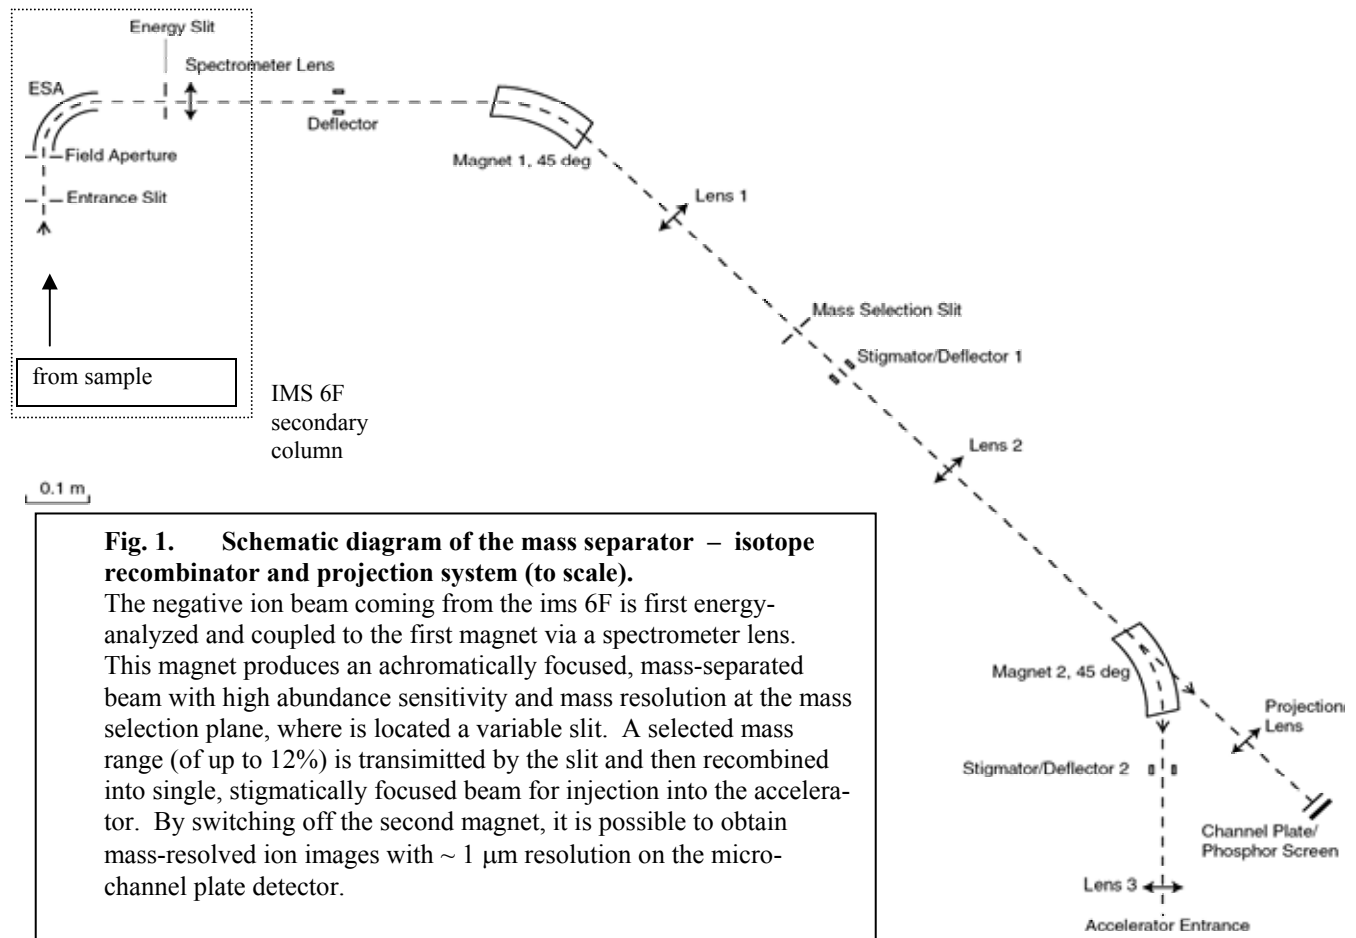 Energy Slit
Spectrometer Lens
ESA
Deflector
Field Aperture
Magnet 1, 45 deg
Entrance Slit
Lens 1
Mass Selection Slit
Stigmator/Deflector 1
from sample
IMS 6F
secondary
column
Lens 2
0.1 m
Fig. 1. Schematic diagram of the mass separator – isotope
recombinator and projection system (to scale).
The negative ion beam coming from the ims 6F is first energy-
analyzed and coupled to the first magnet via a spectrometer lens.
This magnet produces an achromatically focused, mass-separated
beam with high abundance sensitivity and mass resolution at the mass
selection plane, where is located a variable slit. A selected mass
range (of up to 12%) is transimitted by the slit and then recombined
into single, stigmatically focused beam for injection into the accelera-
tor. By switching off the second magnet, it is possible to obtain
mass-resolved ion images with ~ 1 μm resolution on the micro-
channel plate detector.
Magnet 2, 45 deg
Projection
Lens
Stigmator/Deflector 2
Channel Plate/
Phosphor Screen
Lens 3
Accelerator Entrance